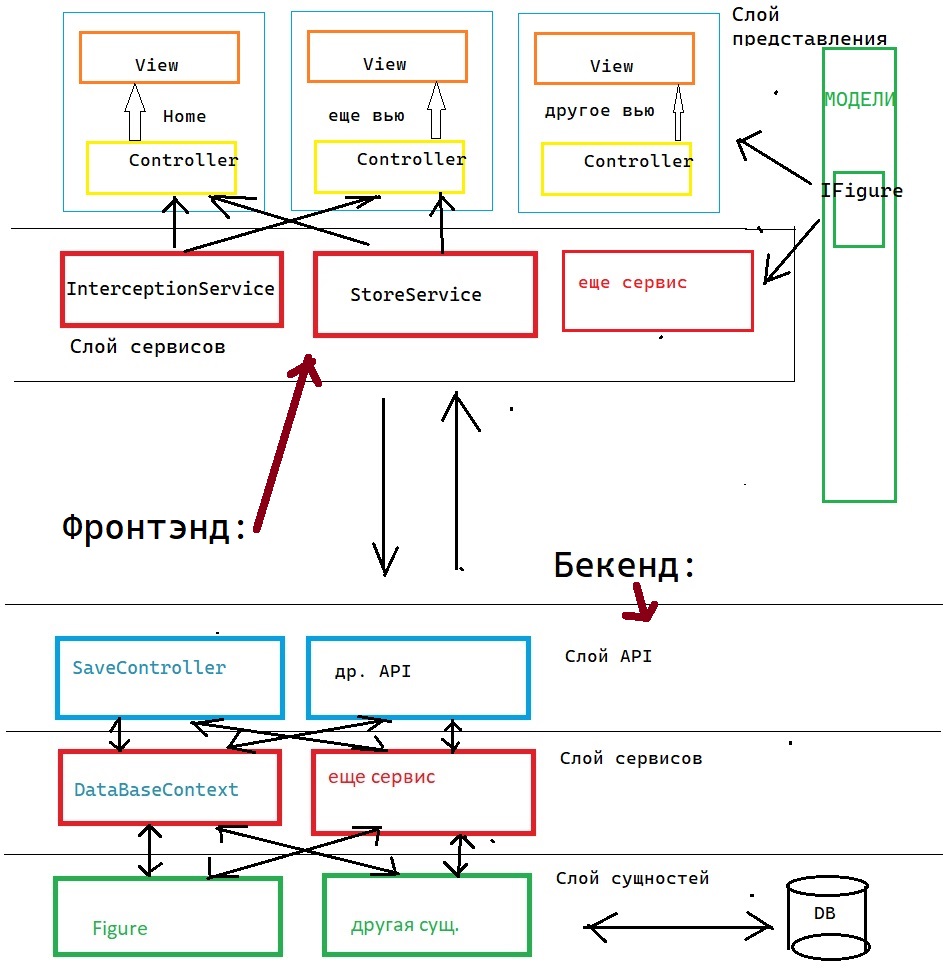 Слой
представления
View
View
View
МОДЕЛИ
Home
еще вью
другое вью
Controller
Controller
Controller
IFigure
InterceptionService
StoreService
еще сервис
Слой сервисов
Фронтэнд:
Бекенд:
SaveController
др. API
Слой API
DataBaseContext
еще сервис
Слой сервисов
Figure
другая сущ.
Слой сущностей
DB